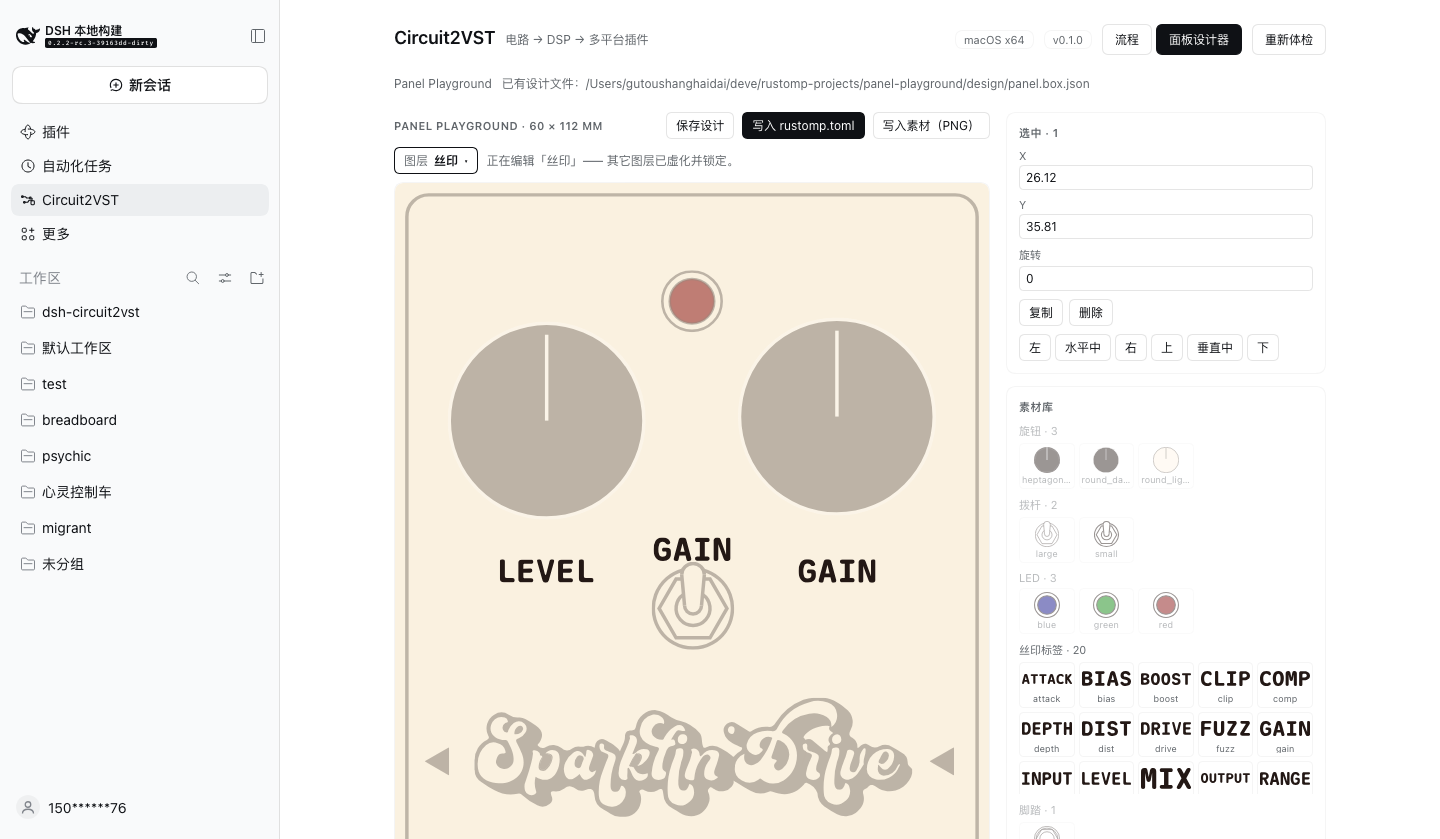 DSH 本地构建
0.2.2-rc.3-39163dd-dirty
新会话
插件
自动化任务
Circuit2VST
更多
工作区
dsh-circuit2vst
默认工作区
test
breadboard
psychic
心灵控制车
migrant
未分组
150******76
Circuit2VST 电路 → DSP → 多平台插件
macOS x64 v0.1.0 流程 面板设计器 重新体检
Panel Playground 已有设计文件: /Users/gutoushanghaidai/deve/rustomp-projects/panel-playground/design/panel.box.json
PANEL PLAYGROUND · 60 × 112 MM 保存设计 写入 rustomp.toml 写入素材（PNG）
图层 丝印 · 正在编辑「丝印」—— 其它图层已虚化并锁定。
GAIN
LEVEL GAIN
Sparklin Drive
选中 · 1
X
26.12
Y
35.81
旋转
0
复制 删除
左 水平中 右 上 垂直中 下
素材库
旋钮 · 3
heptagon... round_da... round_lig...
拨杆 · 2
large small
LED · 3
blue green red
丝印标签 · 20
ATTACK BIAS BOOST CLIP COMP
attack bias boost clip comp
DEPTH DIST DRIVE FUZZ GAIN
depth dist drive fuzz gain
INPUT LEVEL MIX OUTPUT RANGE
脚踏 · 1